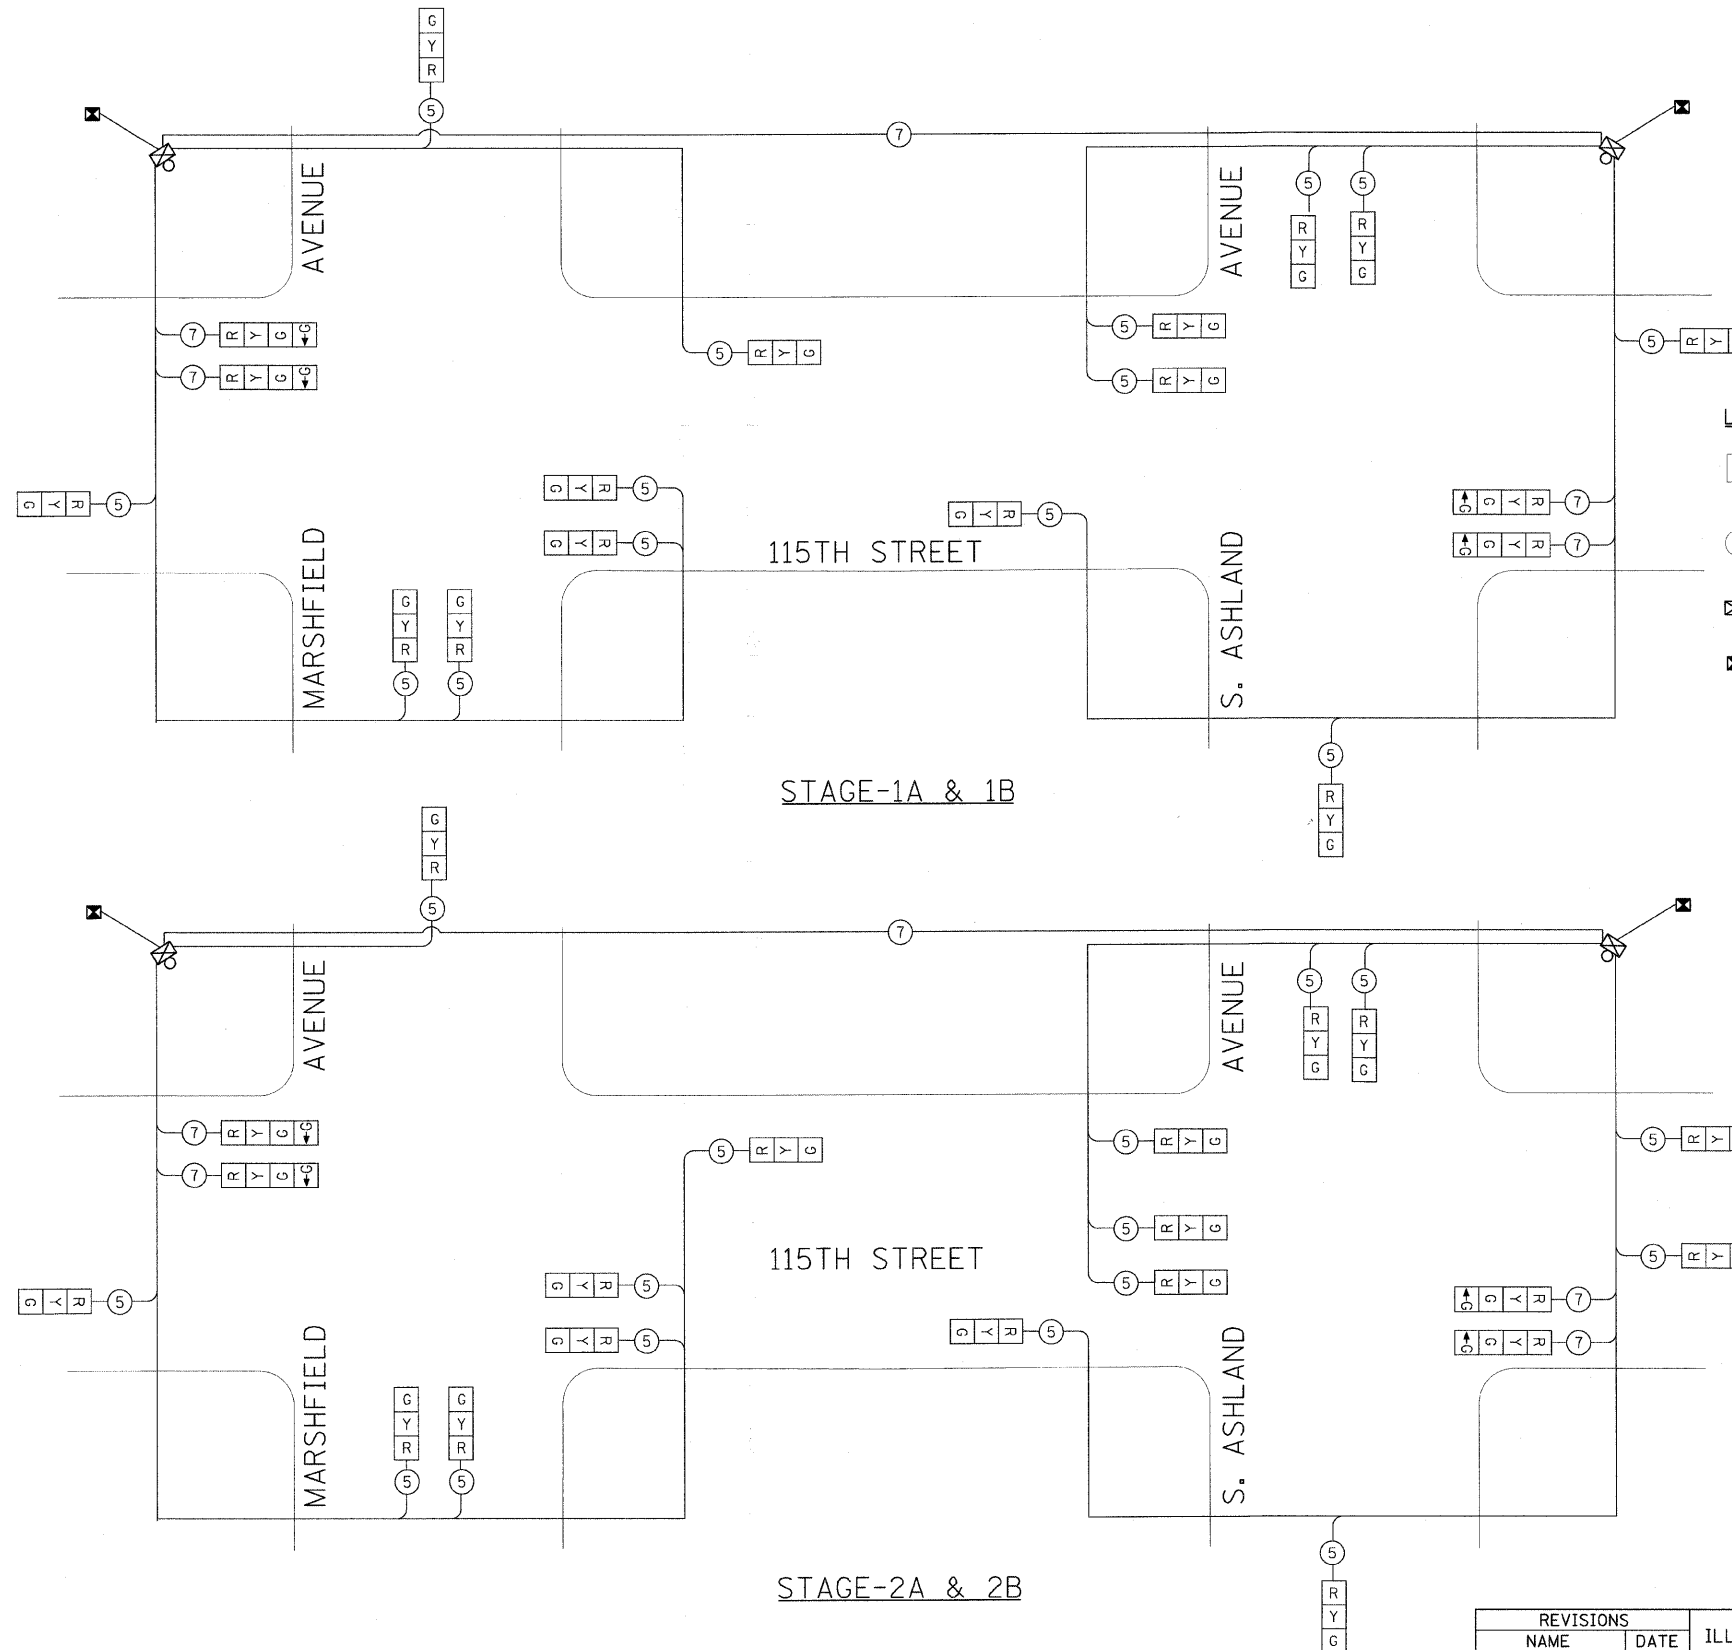 G
Y
R
5
7
AVENUE
AVENUE
5
5
R
Y
G
R
Y
G
7
R Y G G
7
R Y G G
5
R Y G
5
R Y G
5
R Y G
5
R Y
G Y R
5
G Y R
5
G Y R
5
G Y R
5
G G Y R
7
G G Y R
7
115TH STREET
MARSHFIELD
S. ASHLAND
G
Y
R
5
G
Y
R
5
5
R
Y
G
STAGE-1A & 1B
G
Y
R
5
7
AVENUE
AVENUE
5
5
R
Y
G
R
Y
G
7
R Y G G
7
R Y G G
5
R Y G
5
R Y G
5
R Y G
5
R Y G
5
R Y
5
R Y
115TH STREET
G Y R
5
G Y R
5
G Y R
5
G Y R
5
G G Y R
7
G G Y R
7
MARSHFIELD
S. ASHLAND
G
Y
R
5
G
Y
R
5
5
R
Y
G
STAGE-2A & 2B
REVISIONS
NAME DATE
ILL